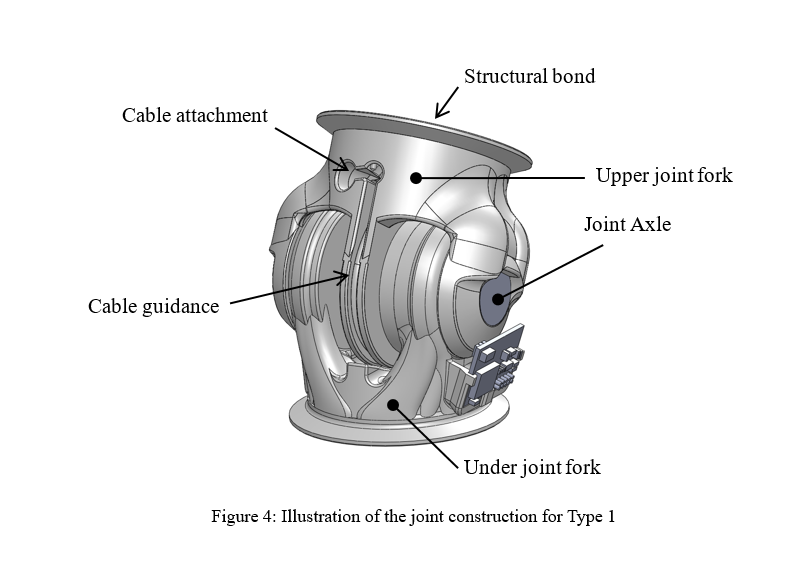 Structural bond
Cable attachment
Upper joint fork
Joint Axle
Cable guidance
Under joint fork
Figure 4: Illustration of the joint construction for Type 1